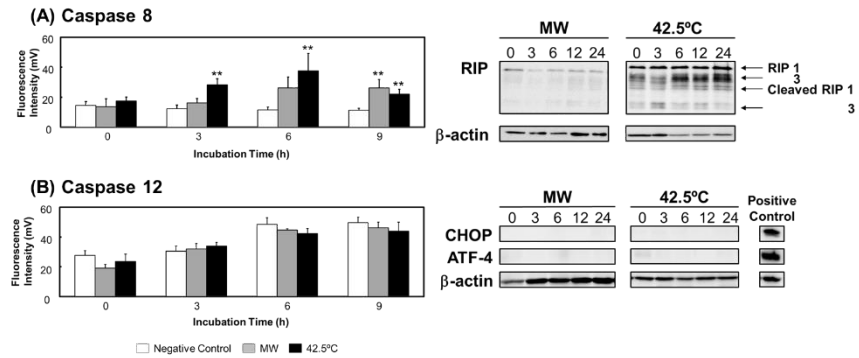 (A) Caspase 8
Fluorescence
Intensity (mV)
60
40
20
0
**
**
**
**
0
3
6
9
Incubation Time (h)
MW
42.5ºC
0 3 6 12 24
0 3 6 12 24
RIP
RIP 1
3
Cleaved RIP 1
3
β-actin
(B) Caspase 12
Fluorescence
Intensity (mV)
60
40
20
0
0
3
6
9
Incubation Time (h)
MW
42.5ºC
Positive
Control
0 3 6 12 24
0 3 6 12 24
CHOP
ATF-4
β-actin
Negative Control
MW
42.5ºC